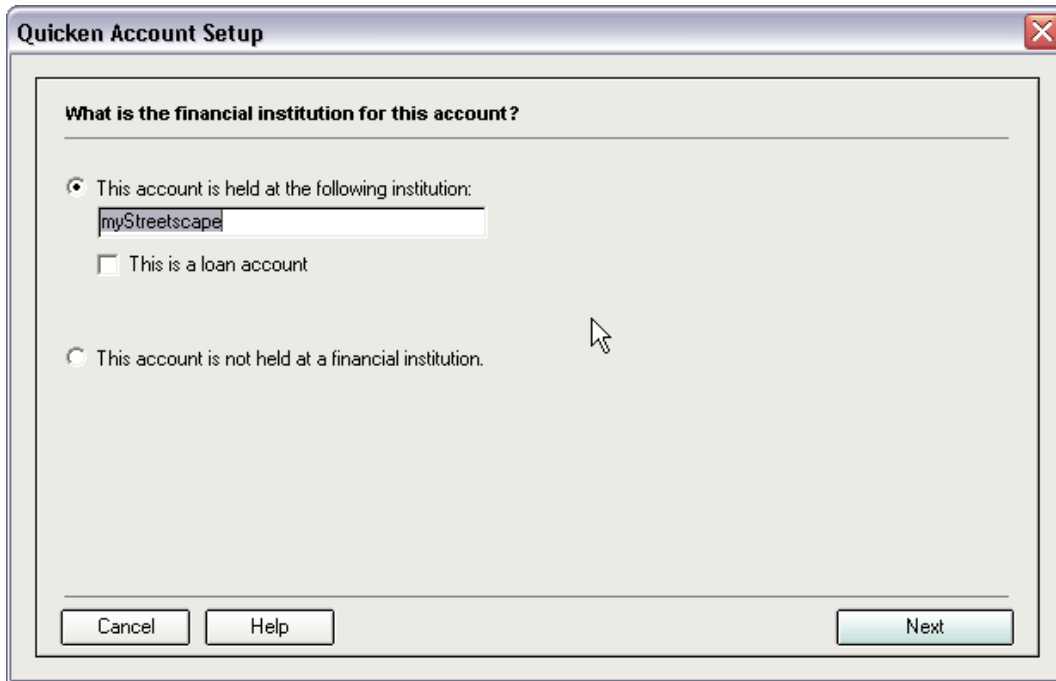 Quicken Account Setup
What is the financial institution for this account?
This account is held at the following institution:
myStreetscape
This is a loan account
This account is not held at a financial institution.
Cancel
Help
Next